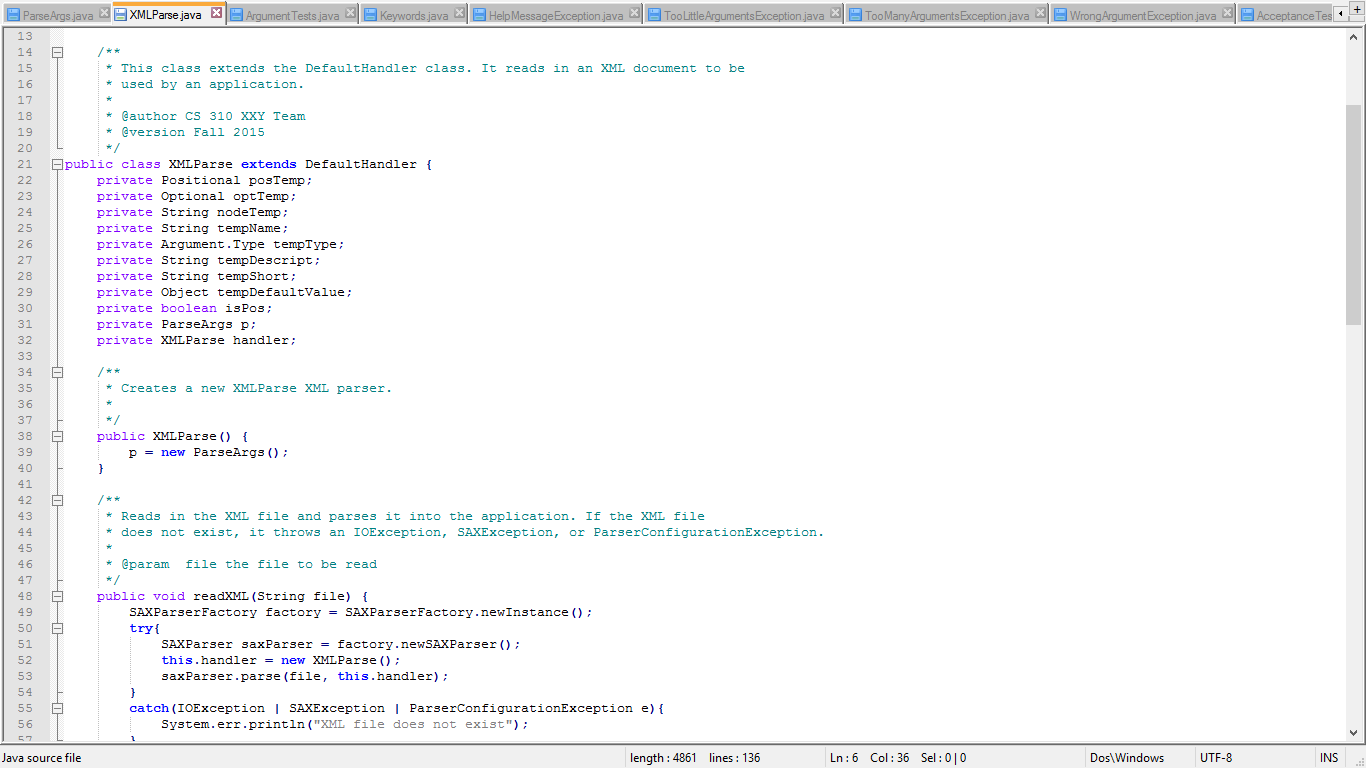 ParseArgs.java XMLParse.java ArgumentTests.java Keywords.java HelpMessageException.java TooLittleArgumentsException.java TooManyArgumentsException.java WrongArgumentException.java AcceptanceTes
13
14 /**
15 * This class extends the DefaultHandler class. It reads in an XML document to be
16 * used by an application.
17 *
18 * @author CS 310 XXY Team
19 * @version Fall 2015
20 */
21 public class XMLParse extends DefaultHandler {
22 private Positional posTemp;
23 private Optional optTemp;
24 private String nodeTemp;
25 private String tempName;
26 private Argument.Type tempType;
27 private String tempDescript;
28 private String tempShort;
29 private Object tempDefaultValue;
30 private boolean isPos;
31 private ParseArgs p;
32 private XMLParse handler;
33
34 /**
35 * Creates a new XMLParse XML parser.
36 *
37 */
38 public XMLParse() {
39 p = new ParseArgs();
40 }
41
42 /**
43 * Reads in the XML file and parses it into the application. If the XML file
44 * does not exist, it throws an IOException, SAXException, or ParserConfigurationException.
45 *
46 * @param  file the file to be read
47 */
48 public void readXML(String file) {
49 SAXParserFactory factory = SAXParserFactory.newInstance();
50 try{
51 SAXParser saxParser = factory.newSAXParser();
52 this.handler = new XMLParse();
53 saxParser.parse(file, this.handler);
54 }
55 catch(IOException | SAXException | ParserConfigurationException e){
56 System.err.println("XML file does not exist");
57 }
Java source file length : 4861 lines : 136 Ln : 6 Col : 36 Sel : 0 | 0 Dos\Windows UTF-8 INS